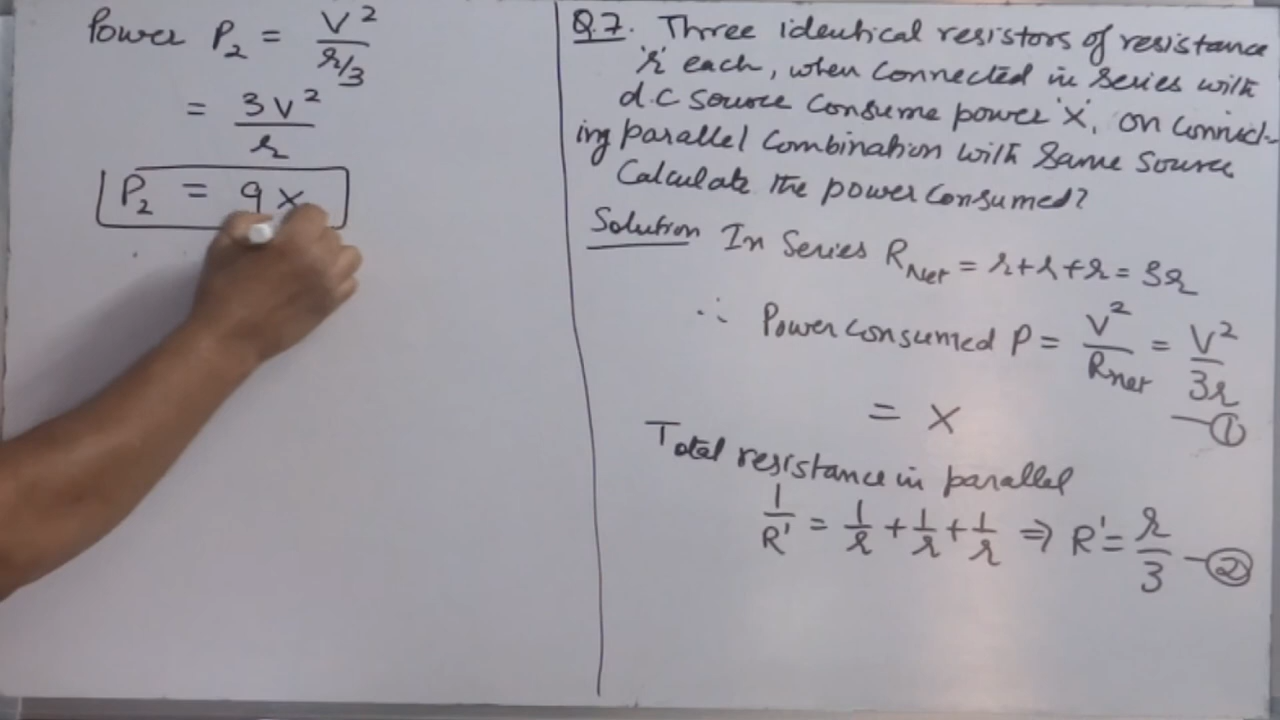 Q.7. Three identical resistors of resistance
'r' each, when connected in series with
d.c source consume power 'X', on connect-
ing parallel combination with same source
Calculate the power consumed?
Solution In Series R_Net = r+r+r = 3r
∴ Power consumed P = V²/R_net = V²/3r
= X —①
Total resistance in parallel
1/R' = 1/r + 1/r + 1/r ⇒ R' = r/3 —②
Power P₂ = V²/(r/3)
= 3V²/r
P₂ = 9X